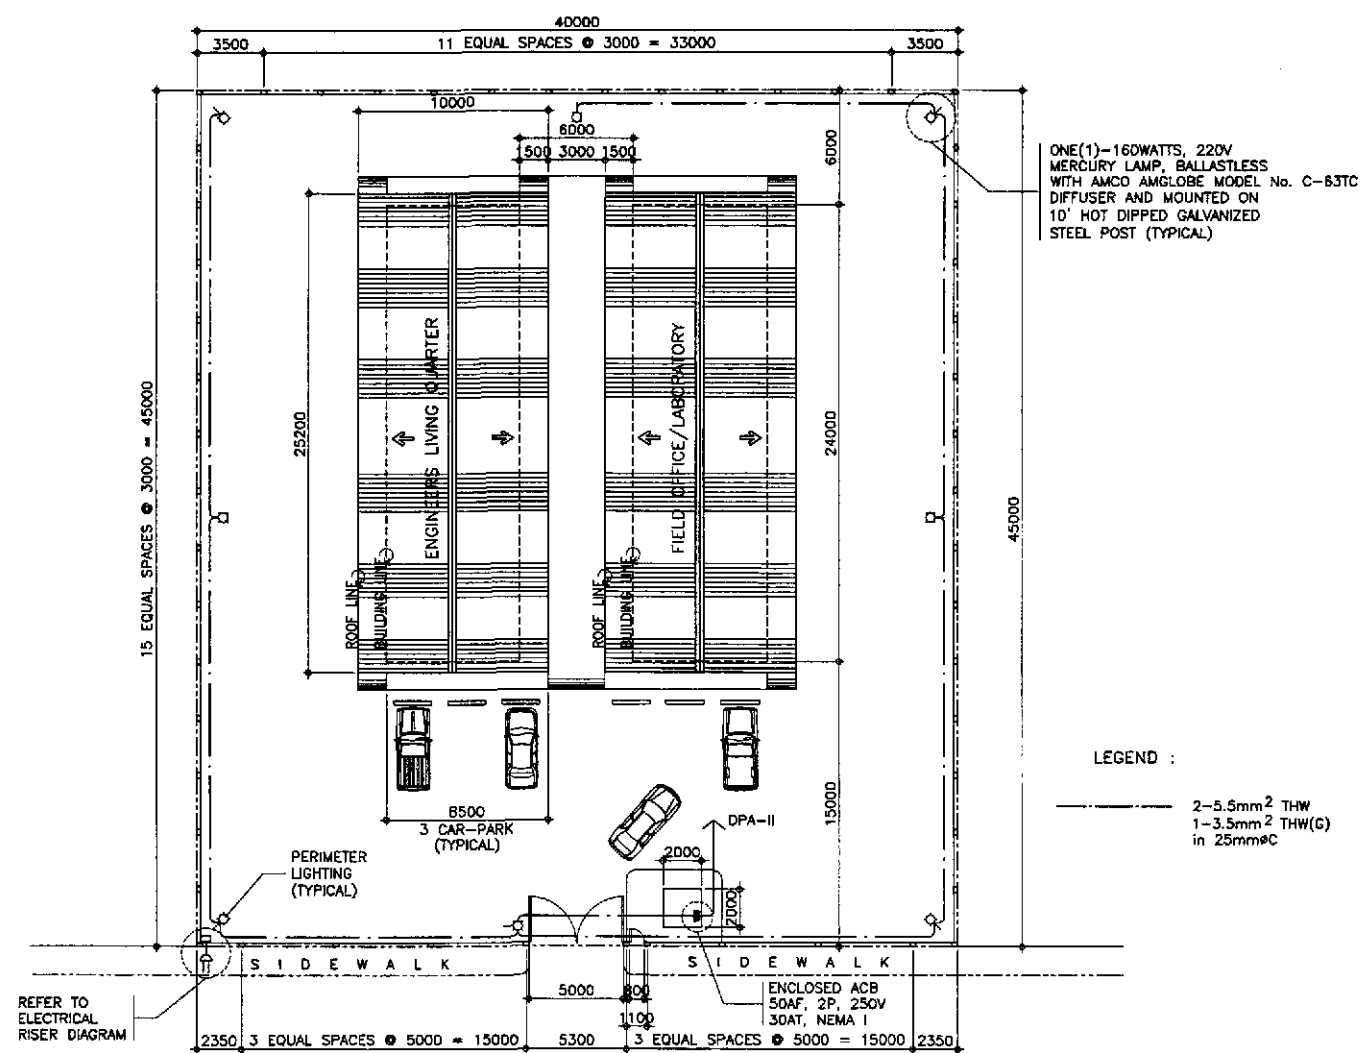 40000
3500
11 EQUAL SPACES @ 3000 = 33000
3500
10000
6000
1500
3000
1500
6000
ONE(1)-160WATTS, 220V
MERCURY LAMP, BALLASTLESS
WITH AMCO AMGLOBE MODEL No. C-63TC
DIFFUSER AND MOUNTED ON
10' HOT DIPPED GALVANIZED
STEEL POST (TYPICAL)
15 EQUAL SPACES @ 3000 = 45000
25200
ENGINEERS LIVING QUARTER
FIELD OFFICE/LABORATORY
24000
45000
ROOF LINE
BUILDING LINE
ROOF LINE
BUILDING LINE
8500
3 CAR-PARK
(TYPICAL)
15000
DPA-II
2000
2000
LEGEND :
2-5.5mm² THW
1-3.5mm² THW(G)
in 25mmøC
PERIMETER
LIGHTING
(TYPICAL)
SIDEWALK
SIDEWALK
REFER TO
ELECTRICAL
RISER DIAGRAM
5000
800
1100
ENCLOSED ACB
50AF, 2P, 250V
30AT, NEMA I
2350
3 EQUAL SPACES @ 5000 = 15000
5300
3 EQUAL SPACES @ 5000 = 15000
2350